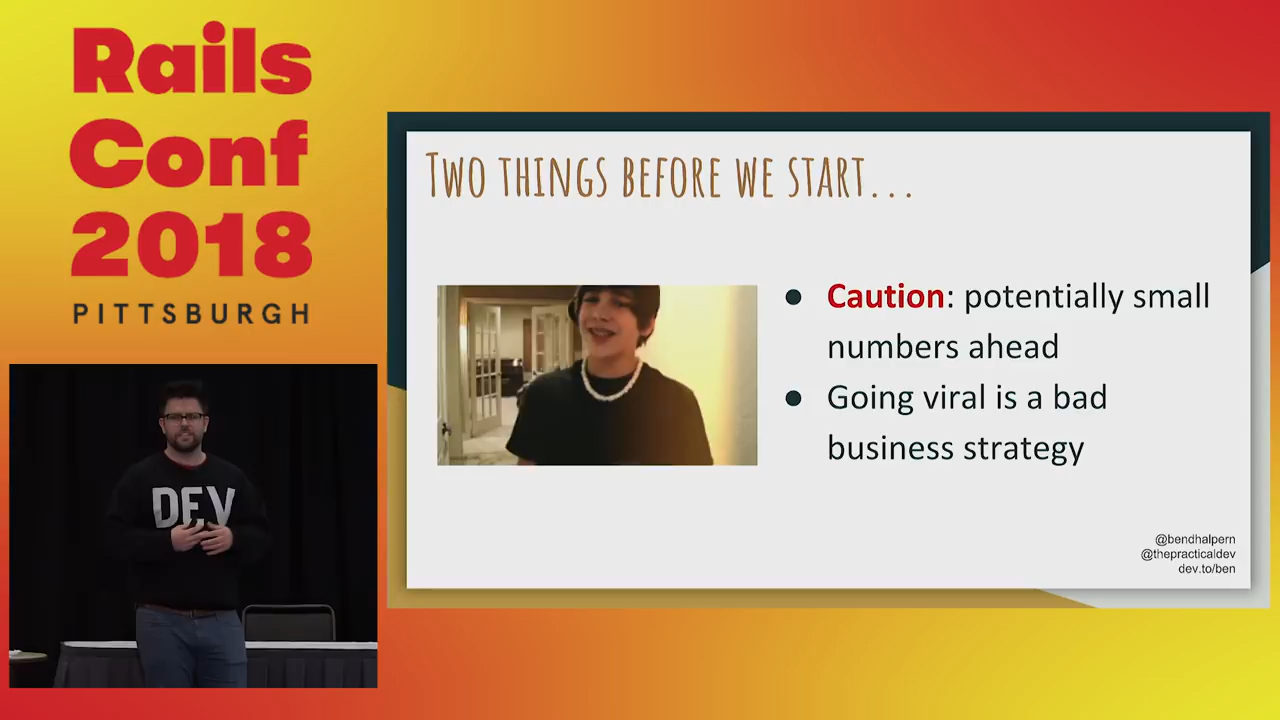 Rails
Conf
2018
PITTSBURGH
TWO THINGS BEFORE WE START...
● Caution: potentially small
numbers ahead
● Going viral is a bad
business strategy
@bendhalpern
@thepracticaldev
dev.to/ben
DEV